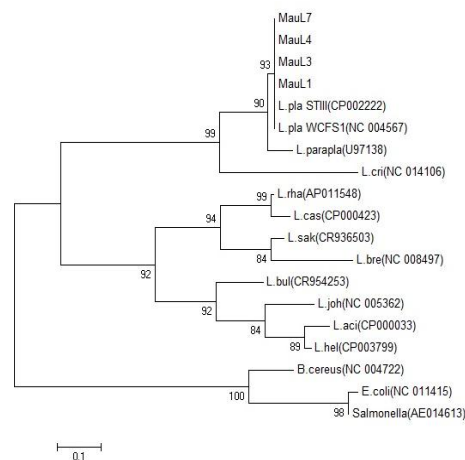 MauL7
MauL4
MauL3
93
MauL1
90
L.pla STIII(CP002222)
L.pla WCFS1(NC 004567)
99
L.parapla(U97138)
L.cri(NC 014106)
99
L.rha(AP011548)
94
L.cas(CP000423)
L.sak(CR936503)
84
L.bre(NC 008497)
92
L.bul(CR954253)
92
L.joh(NC 005362)
84
L.aci(CP000033)
89
L.hel(CP003799)
B.cereus(NC 004722)
100
E.coli(NC 011415)
98
Salmonella(AE014613)
0.1